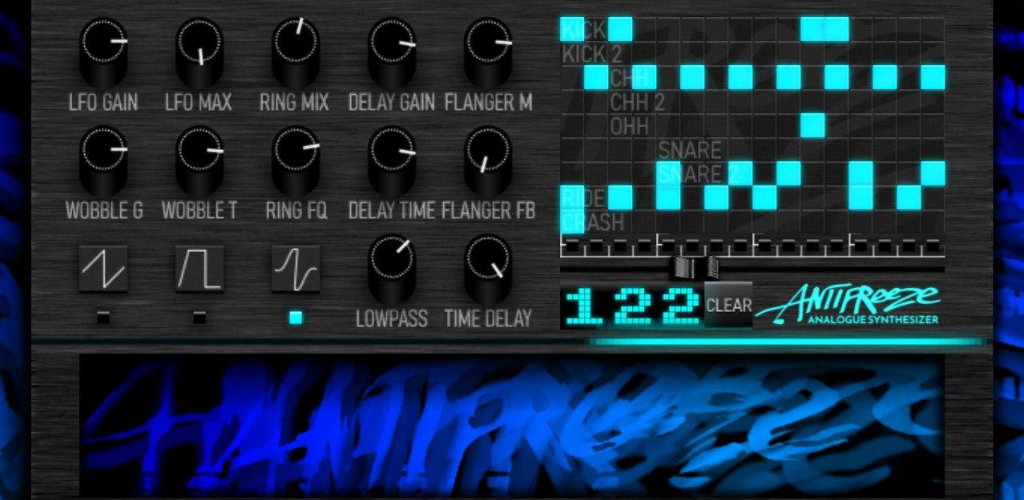 LFO GAIN LFO MAX RING MIX DELAY GAIN FLANGER M
WOBBLE G WOBBLE T RING FQ DELAY TIME FLANGER FB
LOWPASS TIME DELAY
KICK
KICK 2
CHH
CHH 2
OHH
SNARE
SNARE 2
RIDE
CRASH
122 CLEAR ANTIFReeze
ANALOGUE SYNTHESIZER
ANTIFREEZE